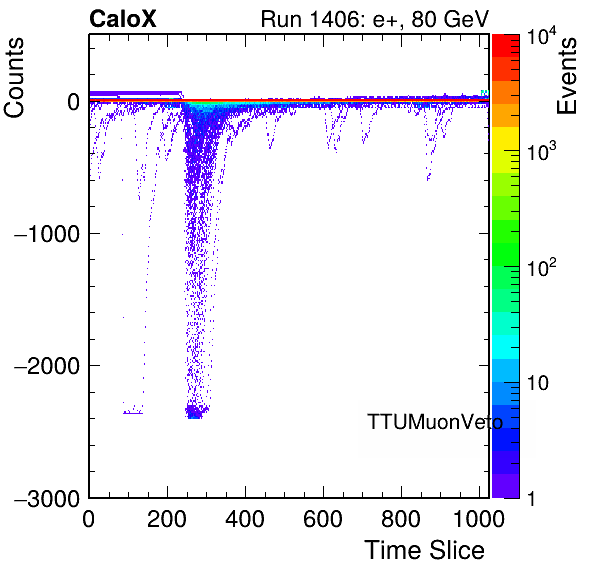 CaloX Run 1406: e+, 80 GeV
Counts
Events
0
−1000
−2000
−3000
0 200 400 600 800 1000
Time Slice
TTUMuonVeto
10^4
10^3
10^2
10
1